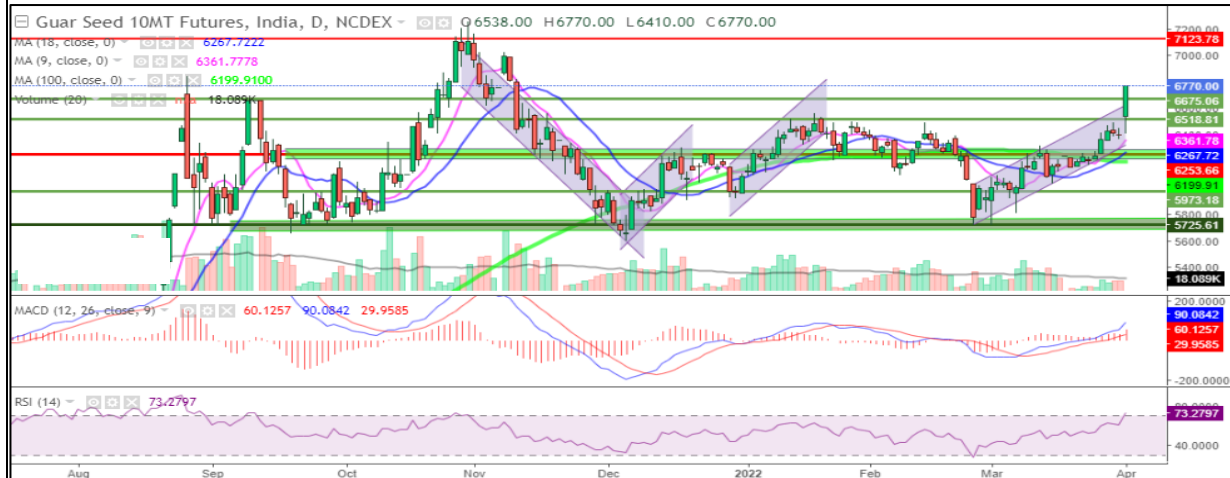 Guar Seed 10MT Futures, India, D, NCDEX O 6538.00 H 6770.00 L 6410.00 C 6770.00
MA (18, close, 0) 6267.7222
MA (9, close, 0) 6361.7778
MA (100, close, 0) 6199.9100
Volume (20) n/a 18.089K
7200.00
7123.78
7000.00
6770.00
6675.06
6518.81
6361.78
6267.72
6253.66
6199.91
5973.18
5800.00
5725.61
5600.00
5400.00
18.089K
MACD (12, 26, close, 9) 60.1257 90.0842 29.9585
200.0000
90.0842
60.1257
29.9585
-200.0000
RSI (14) 73.2797
73.2797
40.0000
Aug Sep Oct Nov Dec 2022 Feb Mar Apr